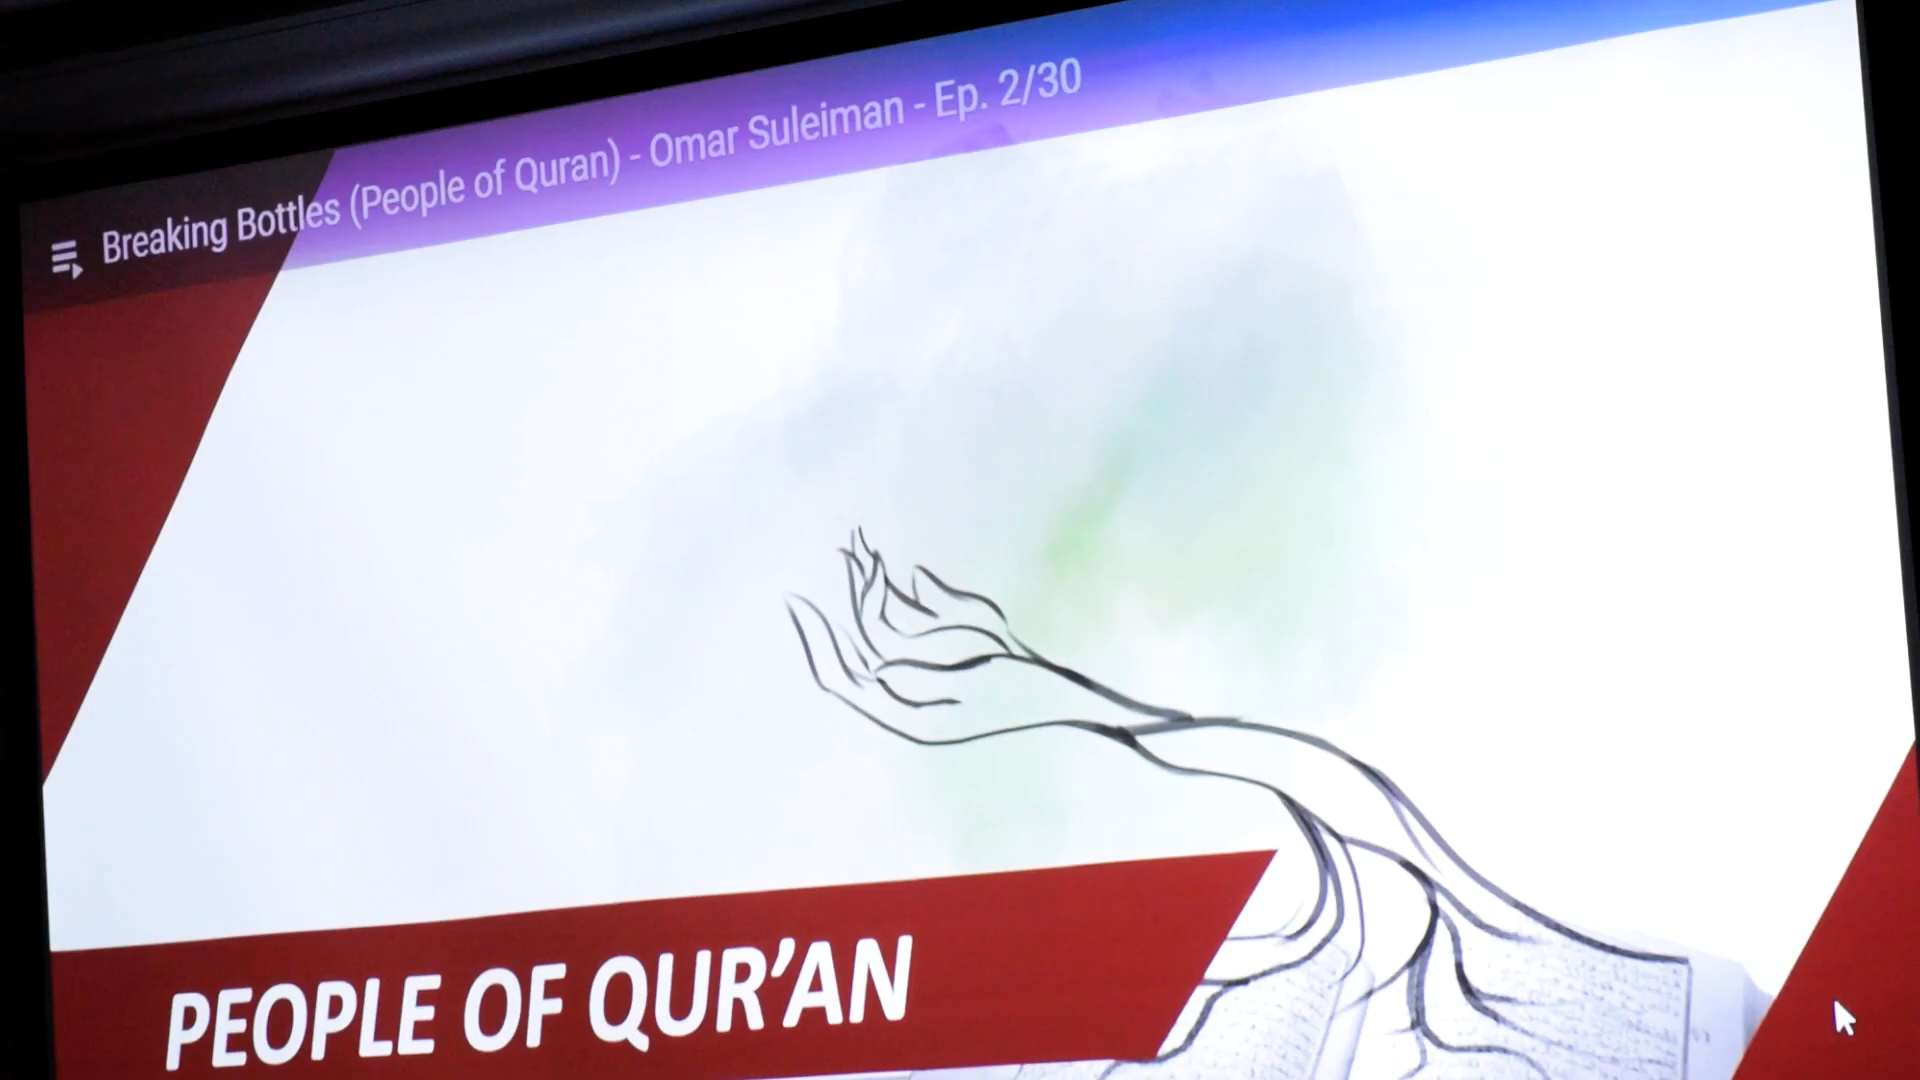 Breaking Bottles (People of Quran) - Omar Suleiman - Ep. 2/30
PEOPLE OF QUR'AN